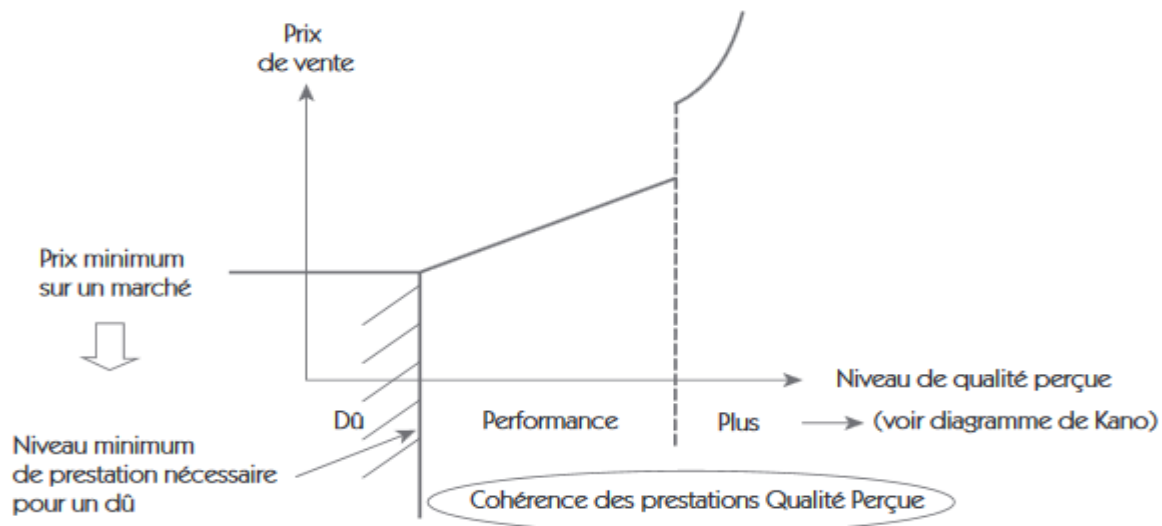 Prix
de vente
Prix minimum
sur un marché
Niveau de qualité perçue
Dû
Performance
Plus
(voir diagramme de Kano)
Niveau minimum
de prestation nécessaire
pour un dû
Cohérence des prestations Qualité Perçue